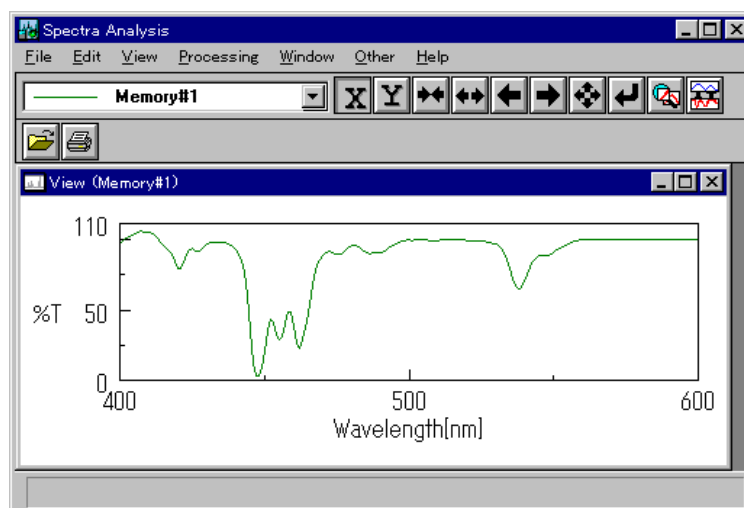 Spectra Analysis
File Edit View Processing Window Other Help
Memory#1 X Y
View (Memory#1)
110
%T 50
0
400 500 600
Wavelength[nm]